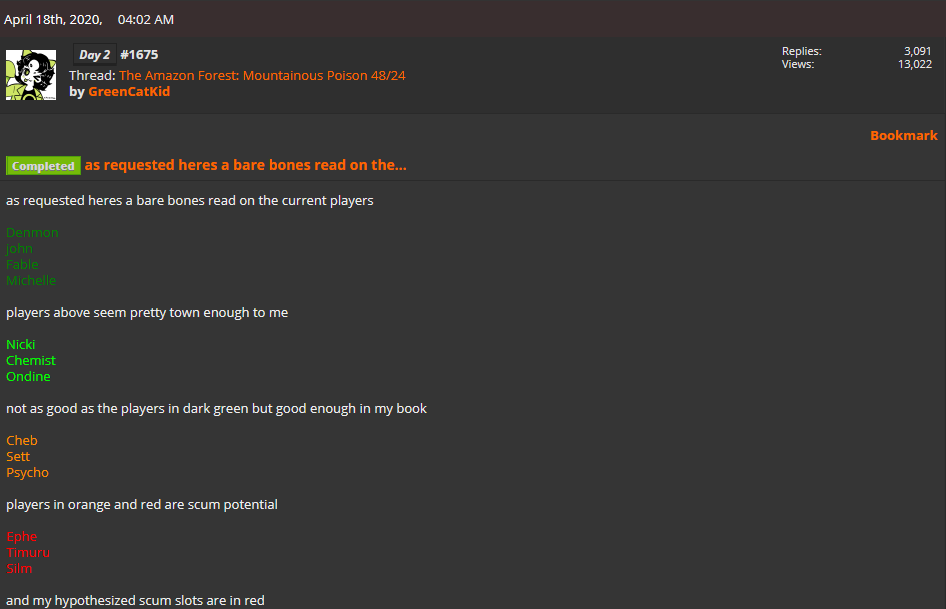 April 18th, 2020, 04:02 AM
Day 2 #1675
Replies: 3,091
Thread: The Amazon Forest: Mountainous Poison 48/24
Views: 13,022
by GreenCatKid
Bookmark
Completed as requested heres a bare bones read on the...
as requested heres a bare bones read on the current players
Denmon
John
Fable
Michelle
players above seem pretty town enough to me
Nicki
Chemist
Ondine
not as good as the players in dark green but good enough in my book
Cheb
Sett
Psycho
players in orange and red are scum potential
Ephe
Timuru
Silm
and my hypothesized scum slots are in red